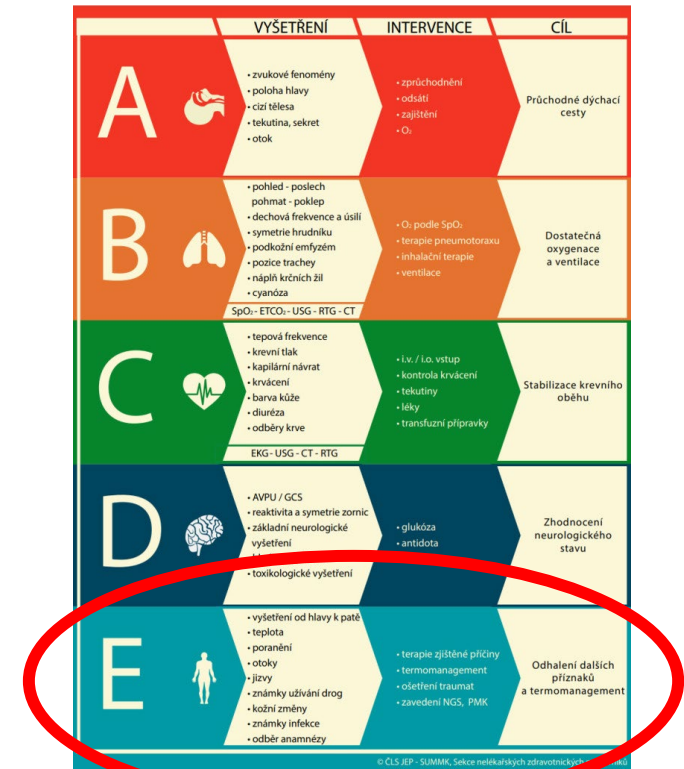 VYŠETŘENÍ INTERVENCE CÍL
A
• zvukové fenomény
• poloha hlavy
• cizí tělesa
• tekutina, sekret
• otok
• zprůchodnění
• odsátí
• zajištění
• O₂
Průchodné dýchací
cesty
B
• pohled - poslech
pohmat - poklep
• dechová frekvence a úsilí
• symetrie hrudníku
• podkožní emfyzém
• pozice trachey
• náplň krčních žil
• cyanóza
SpO₂ - ETCO₂ - USG - RTG - CT
• O₂ podle SpO₂
• terapie pneumotoraxu
• inhalační terapie
• ventilace
Dostatečná
oxygenace
a ventilace
C
• tepová frekvence
• krevní tlak
• kapilární návrat
• krvácení
• barva kůže
• diuréza
• odběry krve
EKG - USG - CT - RTG
• i.v. / i.o. vstup
• kontrola krvácení
• tekutiny
• léky
• transfuzní přípravky
Stabilizace krevního
oběhu
D
• AVPU / GCS
• reaktivita a symetrie zornic
• základní neurologické
vyšetření
• toxikologické vyšetření
• glukóza
• antidota
Zhodnocení
neurologického
stavu
E
• vyšetření od hlavy k patě
• teplota
• poranění
• otoky
• jizvy
• známky užívání drog
• kožní změny
• známky infekce
• odběr anamnézy
• terapie zjištěné příčiny
• termomanagement
• ošetření traumat
• zavedení NGS, PMK
Odhalení dalších
příznaků
a termomanagement
© ČLS JEP - SUMMK, Sekce nelékařských zdravotnických